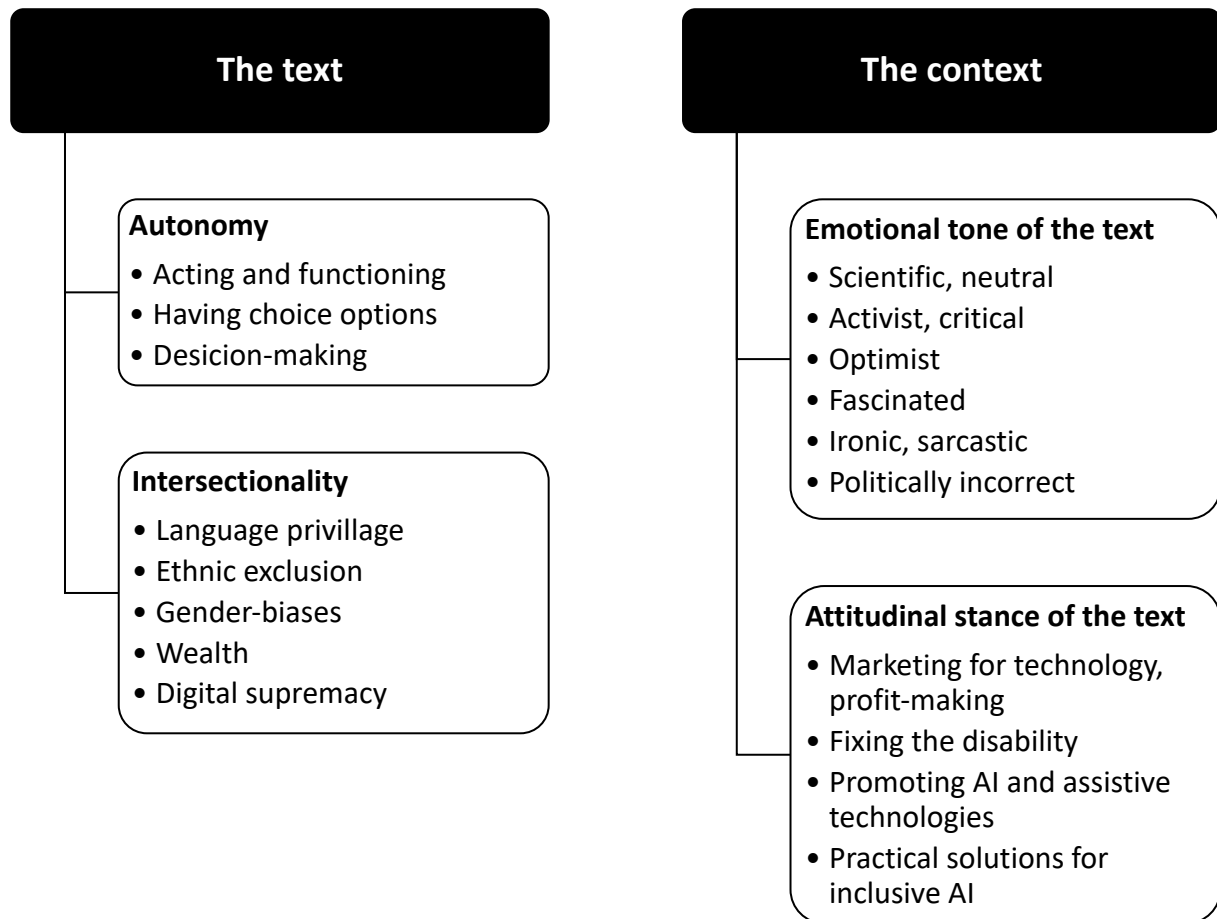 The text
Autonomy
• Acting and functioning
• Having choice options
• Desicion-making
Intersectionality
• Language privillage
• Ethnic exclusion
• Gender-biases
• Wealth
• Digital supremacy
The context
Emotional tone of the text
• Scientific, neutral
• Activist, critical
• Optimist
• Fascinated
• Ironic, sarcastic
• Politically incorrect
Attitudinal stance of the text
• Marketing for technology,
profit-making
• Fixing the disability
• Promoting AI and assistive
technologies
• Practical solutions for
inclusive AI